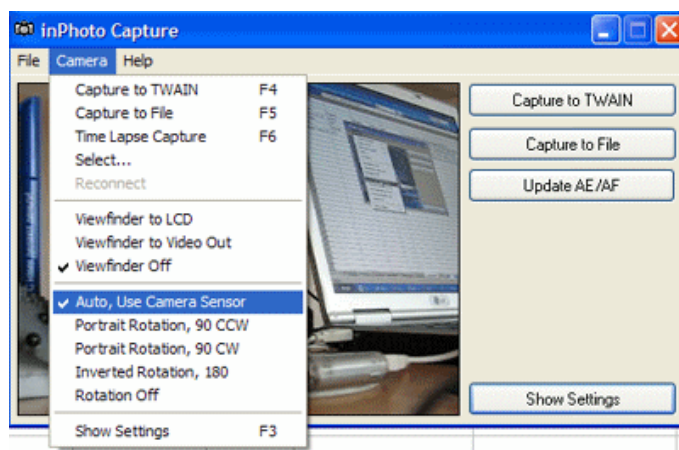 inPhoto Capture
File Camera Help
Capture to TWAIN F4
Capture to File F5
Time Lapse Capture F6
Select...
Reconnect
Viewfinder to LCD
Viewfinder to Video Out
Viewfinder Off
Auto, Use Camera Sensor
Portrait Rotation, 90 CCW
Portrait Rotation, 90 CW
Inverted Rotation, 180
Rotation Off
Show Settings F3
Capture to TWAIN
Capture to File
Update AE/AF
Show Settings